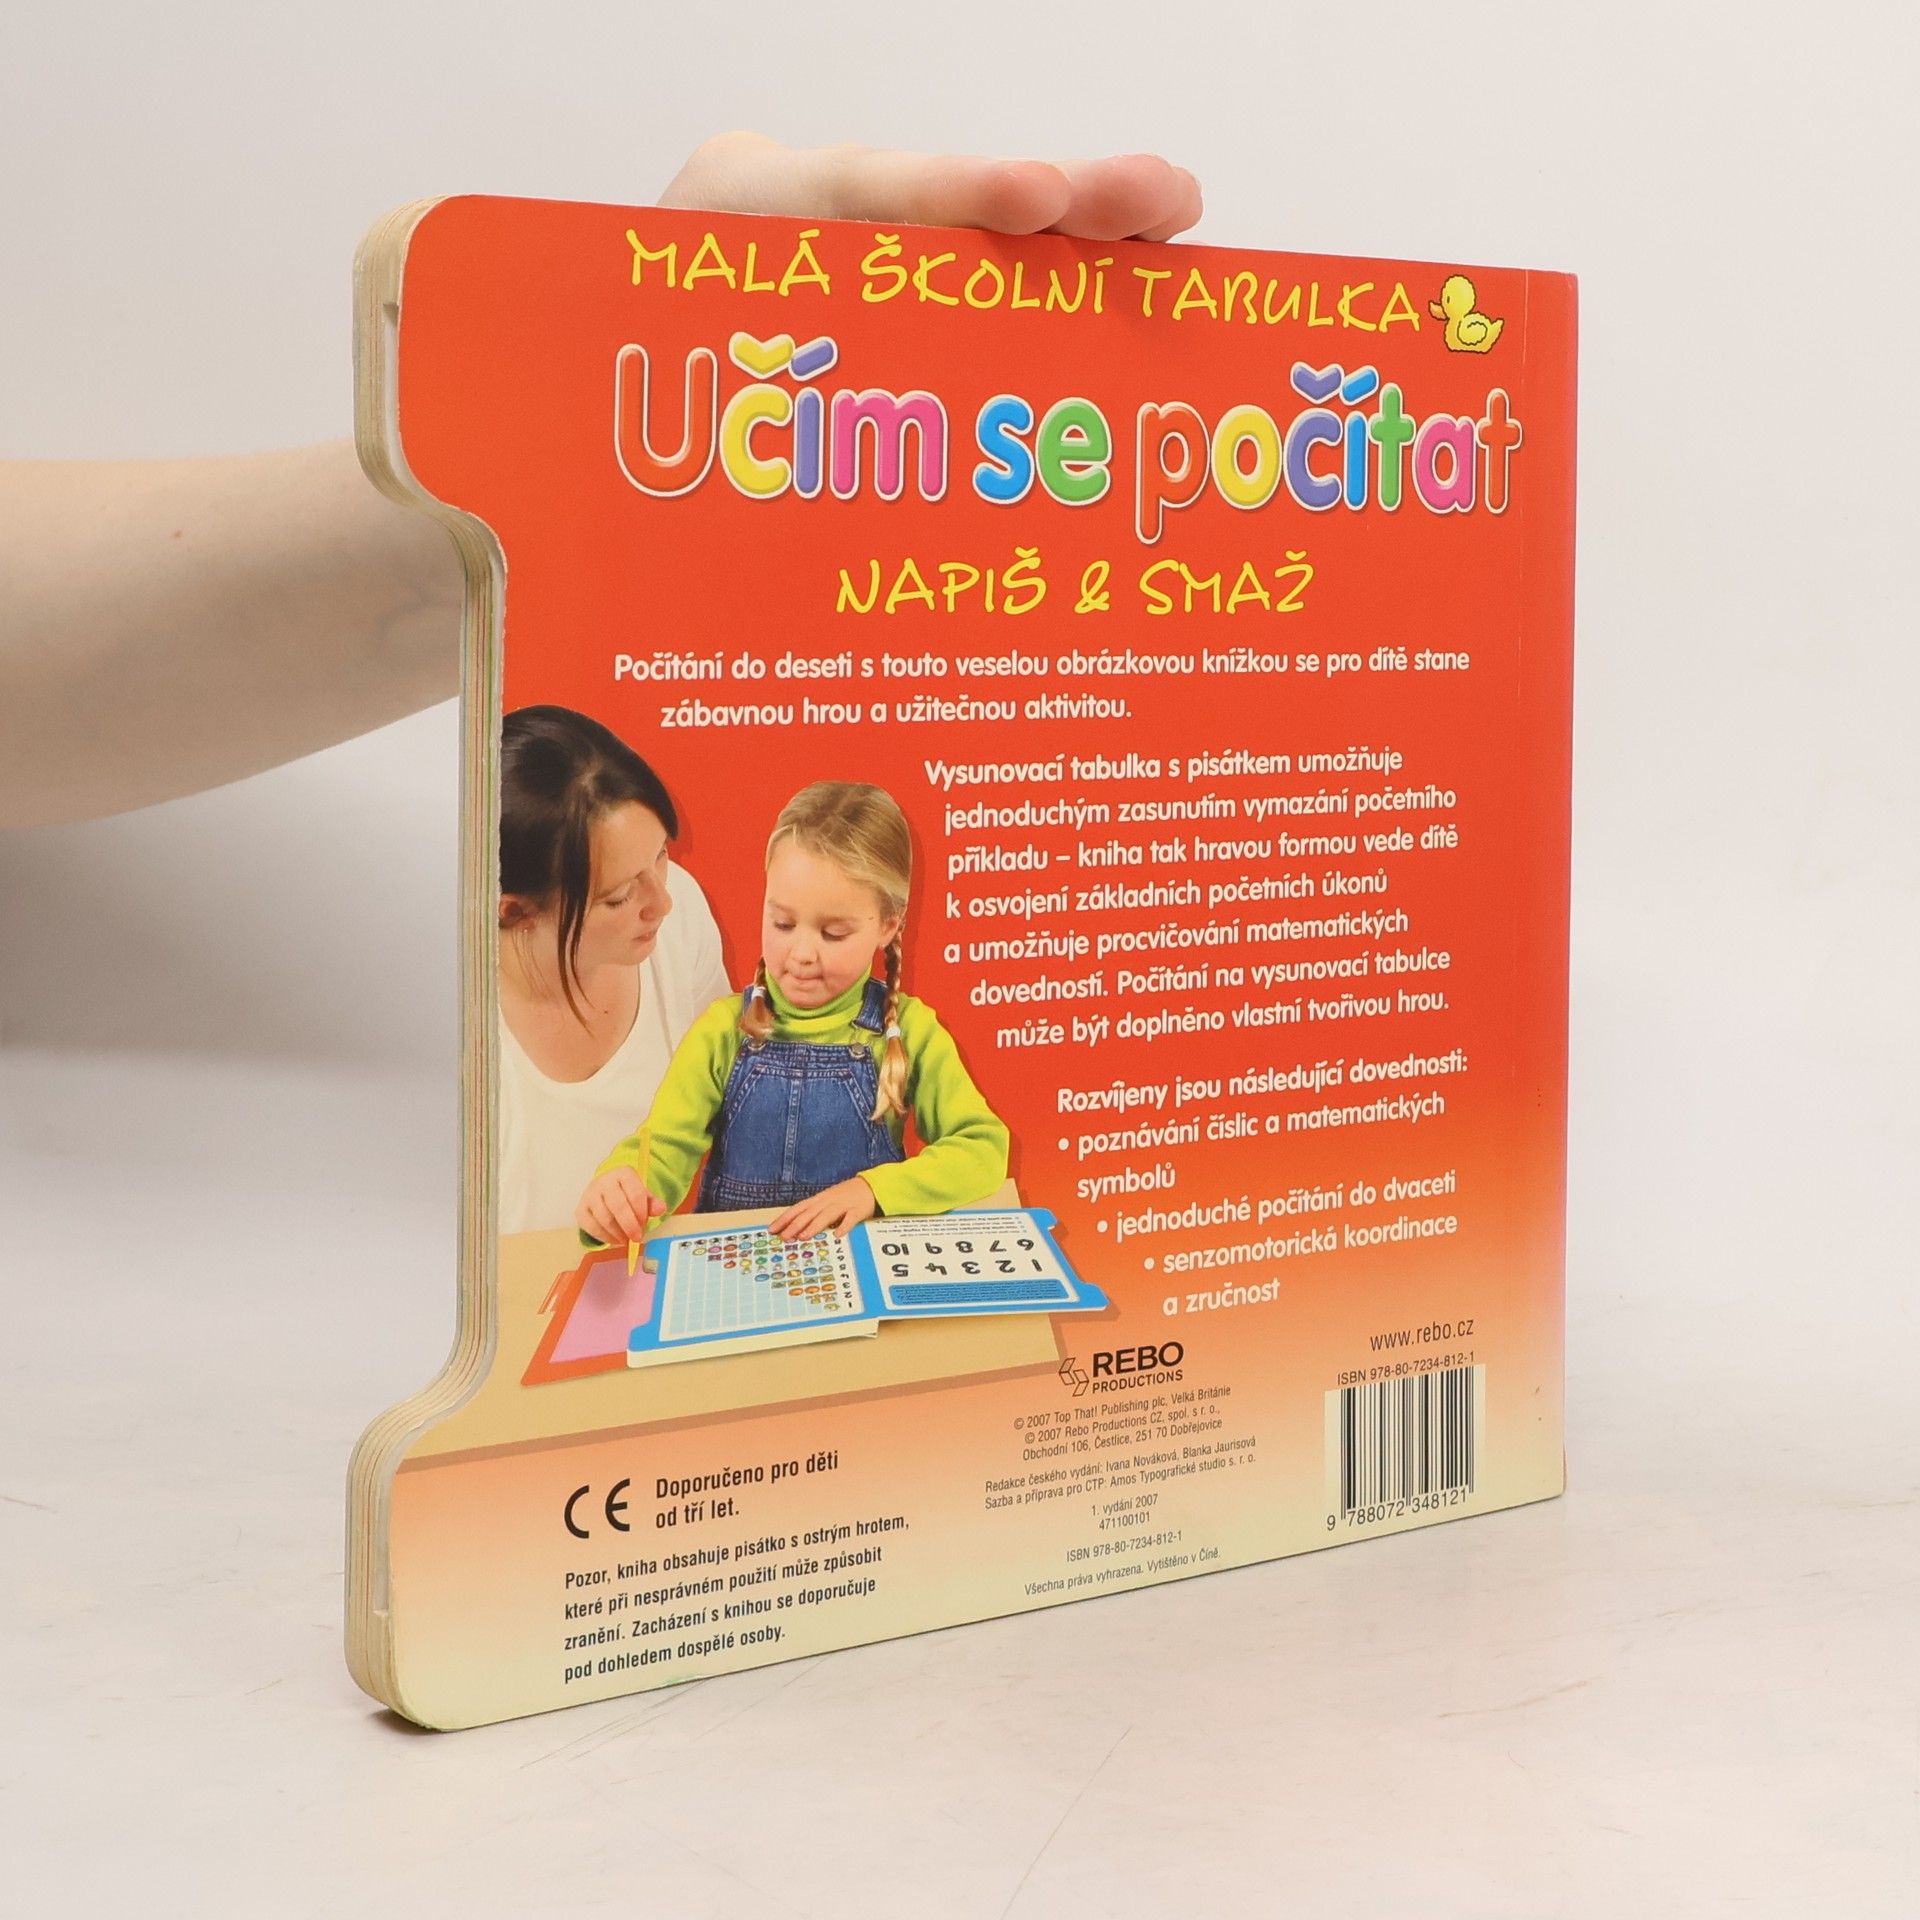 MALÁ ŠKOLNÍ TABULKA
Učím se počítat
NAPIŠ & SMAŽ
Počítání do deseti s touto veselou obrázkovou knížkou se pro dítě stane
zábavnou hrou a užitečnou aktivitou.
Vysunovací tabulka s pisátkem umožňuje
jednoduchým zasunutím vymazání početního
příkladu – kniha tak hravou formou vede dítě
k osvojení základních početních úkonů
a umožňuje procvičování matematických
dovedností. Počítání na vysunovací tabulce
může být doplněno vlastní tvořivou hrou.
Rozvíjeny jsou následující dovednosti:
• poznávání číslic a matematických
symbolů
• jednoduché počítání do dvaceti
• senzomotorická koordinace
a zručnost
1 2 3 4 5
6 7 8 9 10
www.rebo.cz
REBO
PRODUCTIONS
© 2007 Top That! Publishing plc, Velká Británie
© 2007 Rebo Productions CZ, spol. s r. o.,
Obchodní 106, Čestlice, 251 70 Dobřejovice
Redakce českého vydání: Ivana Nováková, Blanka Jaurisová
Sazba a příprava pro CTP: Amos Typografické studio s. r. o.
1. vydání 2007
471100101
ISBN 978-80-7234-812-1
Všechna práva vyhrazena. Vytištěno v Číně.
ISBN 978-80-7234-812-1
9 788072 348121
CE
Doporučeno pro děti
od tří let.
Pozor, kniha obsahuje pisátko s ostrým hrotem,
které při nesprávném použití může způsobit
zranění. Zacházení s knihou se doporučuje
pod dohledem dospělé osoby.